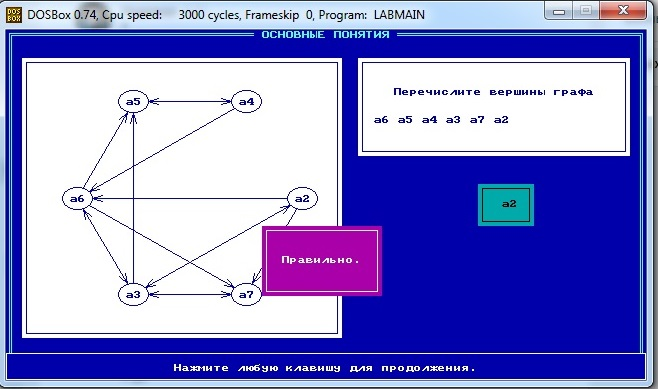 DOSBox 0.74, Cpu speed: 3000 cycles, Frameskip 0, Program: LABMAIN
ОСНОВНЫЕ ПОНЯТИЯ
a5
a4
a6
a2
a3
a7
Перечислите вершины графа
a6 a5 a4 a3 a7 a2
a2
Правильно.
Нажмите любую клавишу для продолжения.